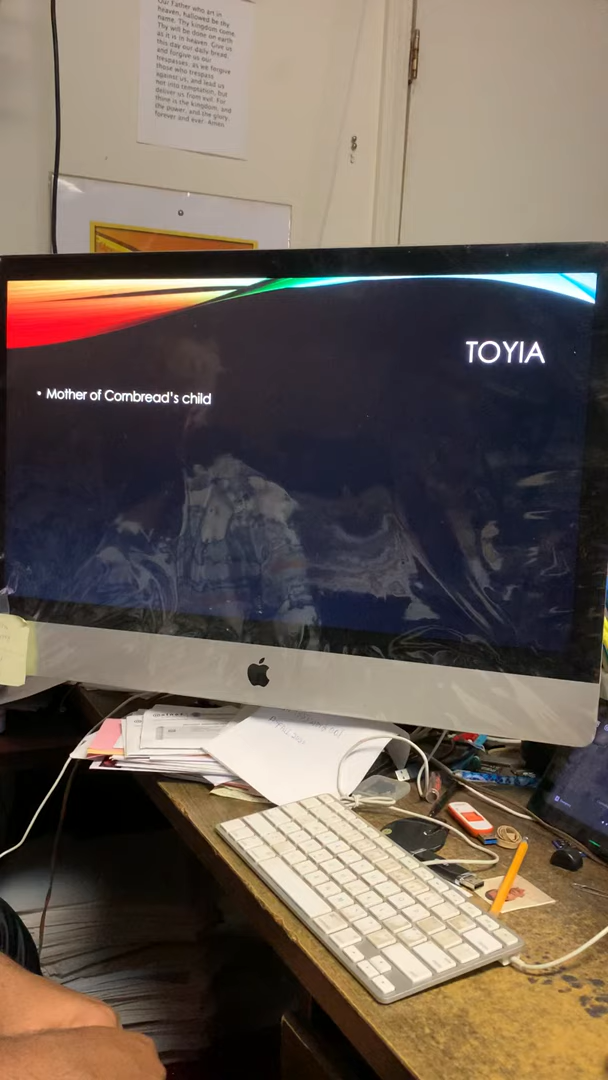 Our Father who art in
heaven, hallowed be thy
name. Thy kingdom come.
Thy will be done on earth
as it is in heaven. Give us
this day our daily bread,
and forgive us our
trespasses, as we forgive
those who trespass
against us, and lead us
not into temptation, but
deliver us from evil. For
thine is the kingdom, and
the power, and the glory,
forever and ever. Amen.
TOYIA
• Mother of Cornbread's child